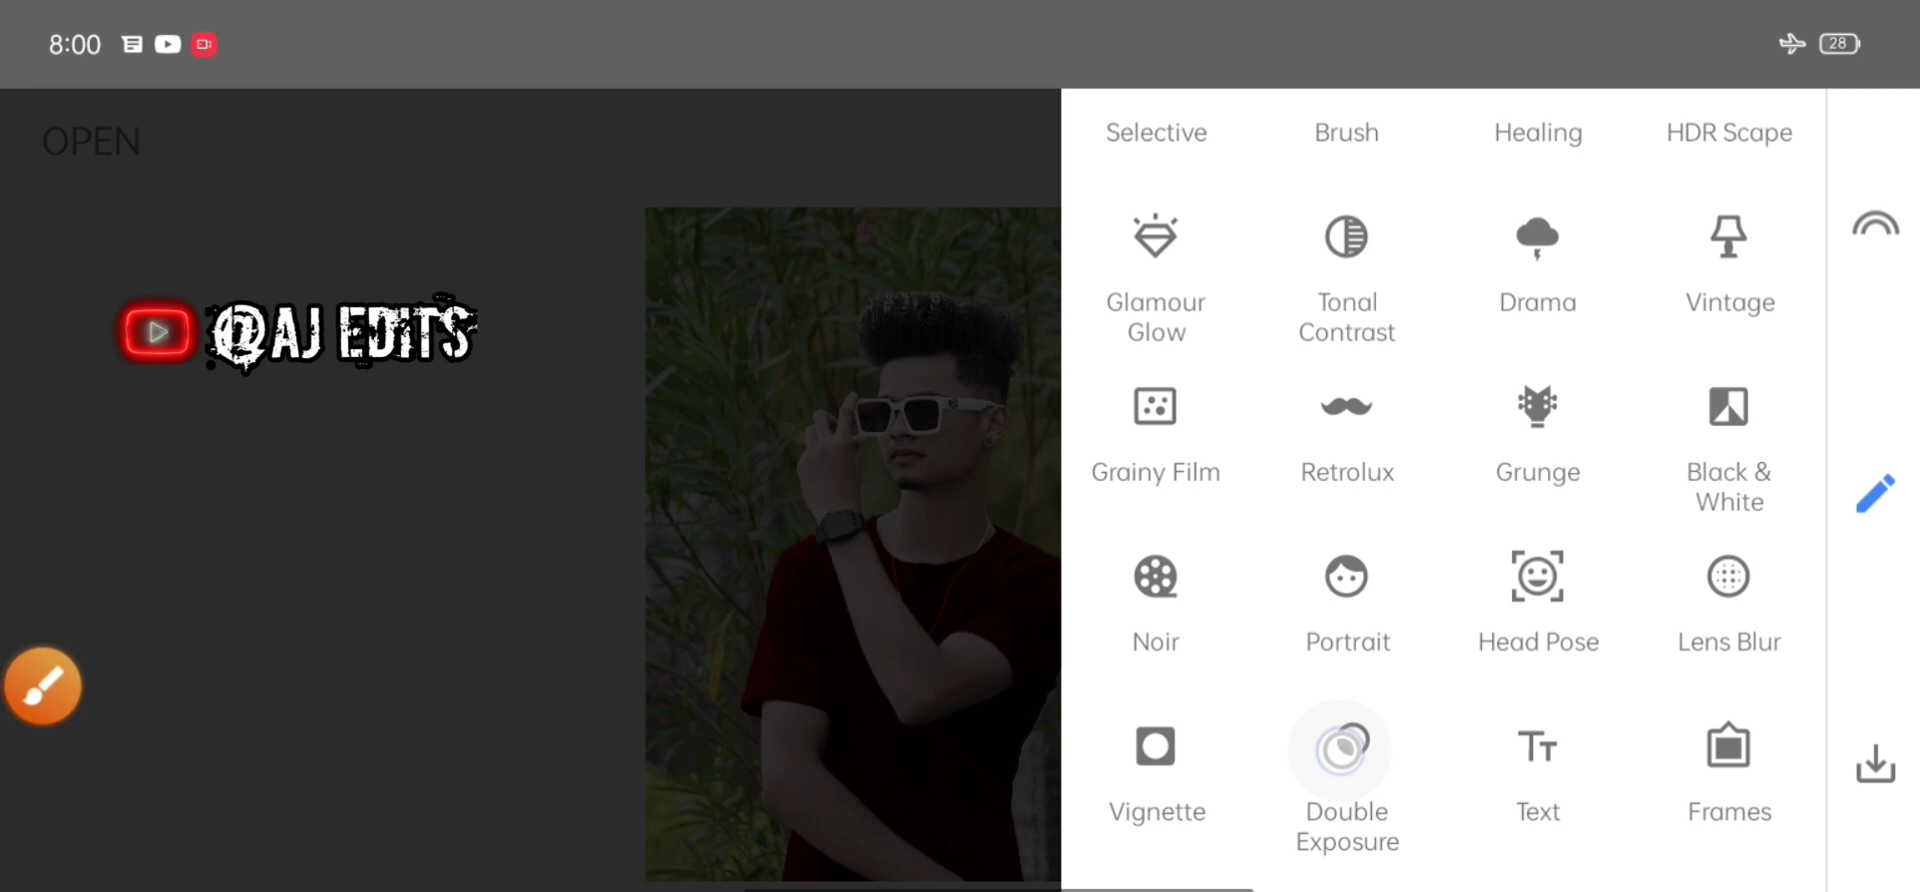 8:00
28
OPEN
@AJ EDITS
Selective Brush Healing HDR Scape
Glamour Glow
Tonal Contrast
Drama
Vintage
Grainy Film
Retrolux
Grunge
Black & White
Noir
Portrait
Head Pose
Lens Blur
Vignette
Double Exposure
Text
Frames